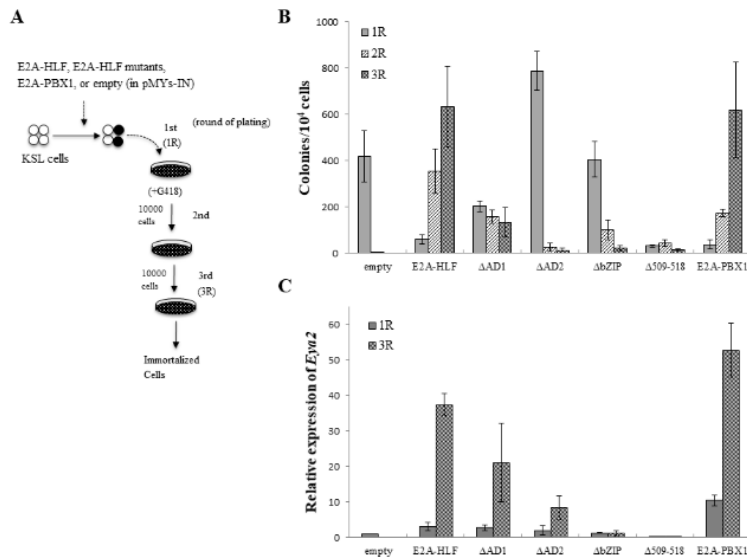 A
E2A-HLF, E2A-HLF mutants,
E2A-PBX1, or empty (in pMYs-IN)
KSL cells
1st
(1R)
(round of plating)
(+G418)
10000
cells
2nd
10000
cells
3rd
(3R)
Immortalized
Cells
B
Colonies/10⁴ cells
1000
800
600
400
200
0
1R
2R
3R
empty E2A-HLF ΔAD1 ΔAD2 ΔbZIP Δ509-518 E2A-PBX1
C
Relative expression of Eya2
60
50
40
30
20
10
0
1R
3R
empty E2A-HLF ΔAD1 ΔAD2 ΔbZIP Δ509-518 E2A-PBX1